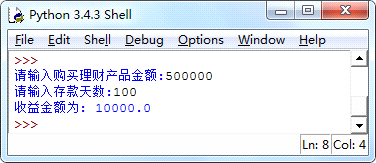 Python 3.4.3 Shell
File Edit Shell Debug Options Window Help
>>>
请输入购买理财产品金额:500000
请输入存款天数:100
收益金额为: 10000.0
>>>
Ln: 8 Col: 4